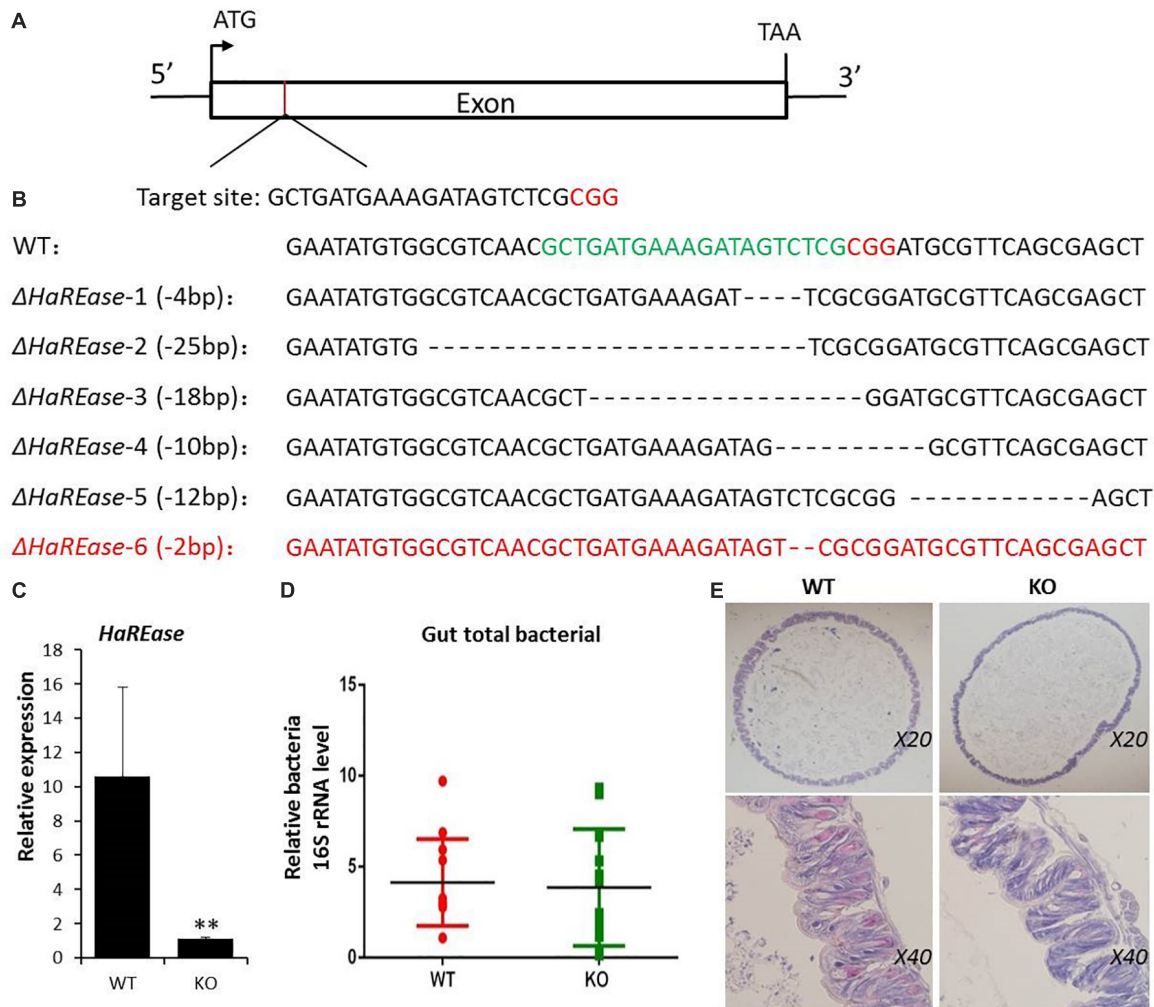 A
ATG
TAA
5’
3’
Exon
B
Target site: GCTGATGAAAGATAGTCTCGCGG
WT: GAATATGTGGCGTCAACGCTGATGAAAGATAGTCTCGCGGATGCGTTCAGCGAGCT
ΔHaREase-1 (-4bp): GAATATGTGGCGTCAACGCTGATGAAAGAT----TCGCGGATGCGTTCAGCGAGCT
ΔHaREase-2 (-25bp): GAATATGTG -------------------------TCGCGGATGCGTTCAGCGAGCT
ΔHaREase-3 (-18bp): GAATATGTGGCGTCAACGCT------------------GGATGCGTTCAGCGAGCT
ΔHaREase-4 (-10bp): GAATATGTGGCGTCAACGCTGATGAAAGATAG----------GCGTTCAGCGAGCT
ΔHaREase-5 (-12bp): GAATATGTGGCGTCAACGCTGATGAAAGATAGTCTCGCGG ------------AGCT
ΔHaREase-6 (-2bp): GAATATGTGGCGTCAACGCTGATGAAAGATAGT--CGCGGATGCGTTCAGCGAGCT
C
HaREase
Relative expression
18
16
14
12
10
8
6
4
2
0
**
WT KO
D
Gut total bacterial
Relative bacteria
16S rRNA level
15
10
5
0
WT KO
E
WT KO
X20 X20
X40 X40